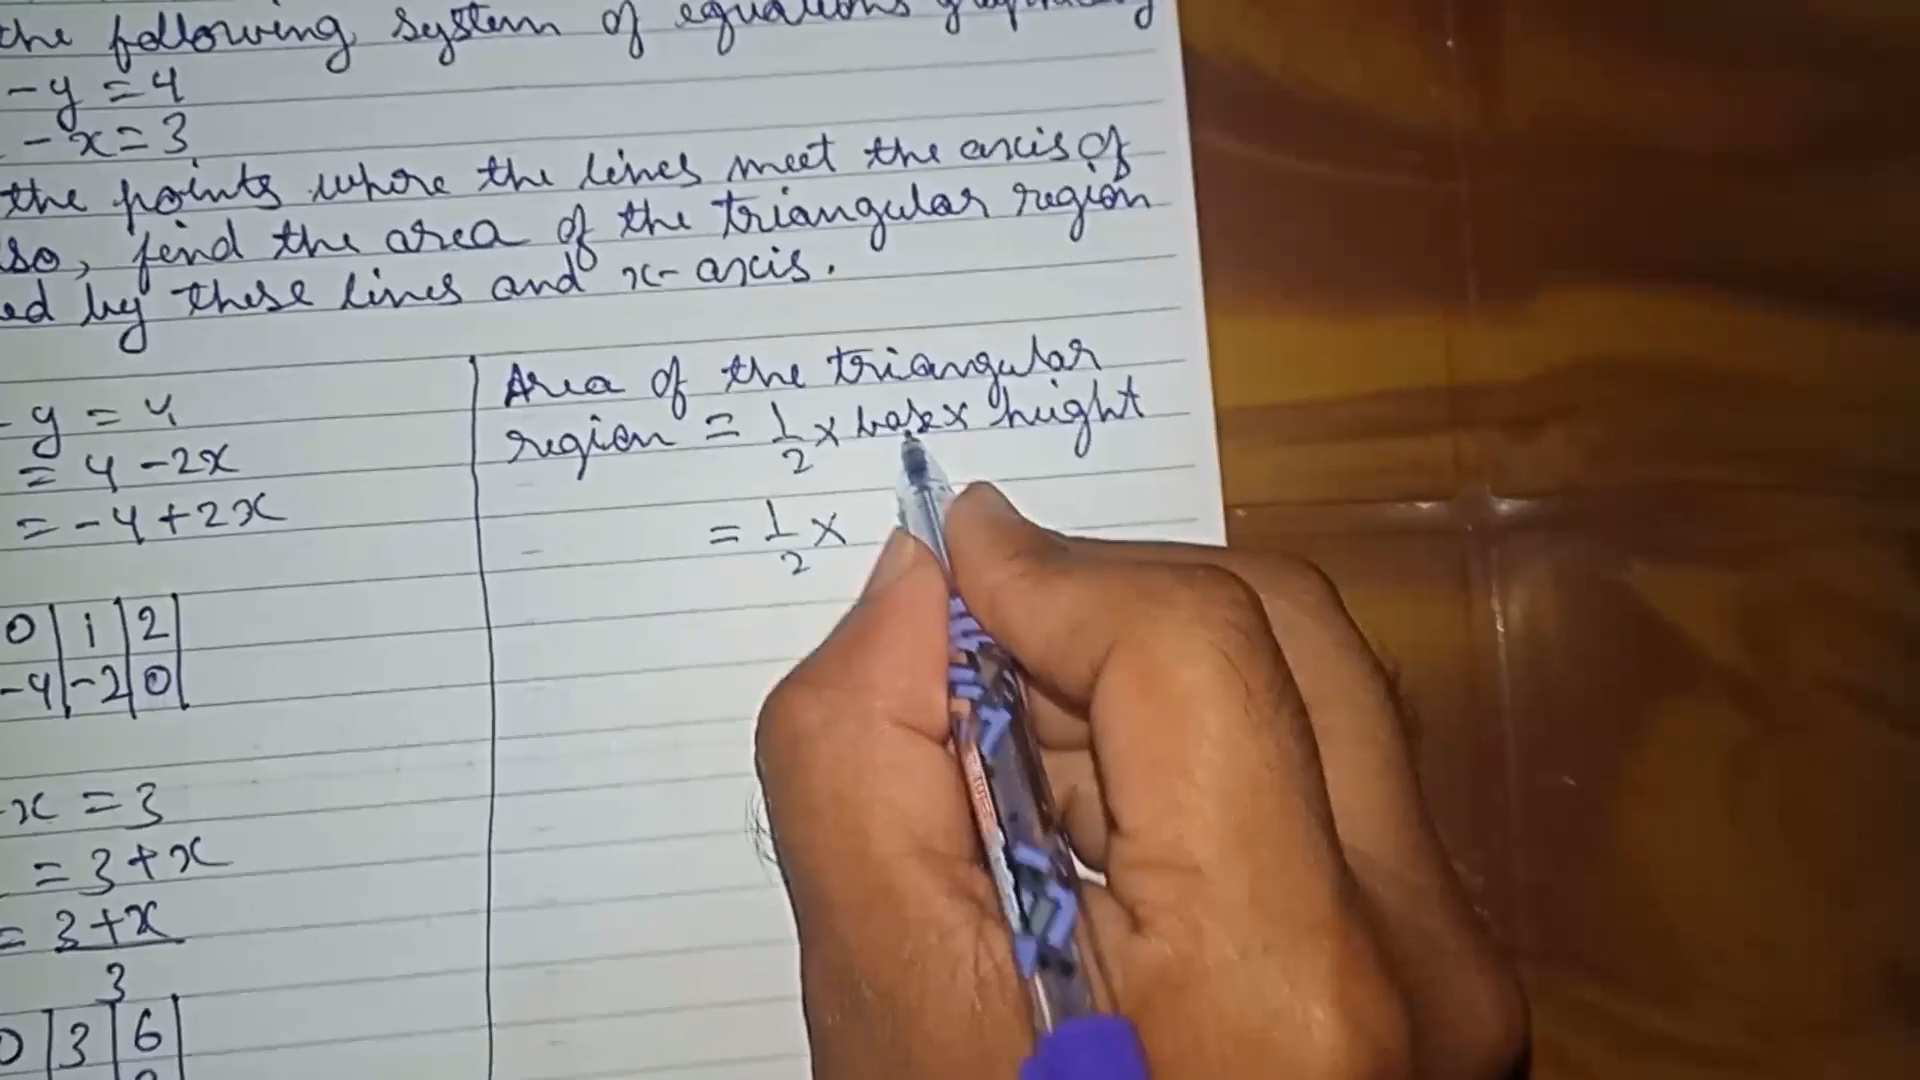 the following system of equations graphically
-y=4
-x=3
the points where the lines meet the axis of
so, find the area of the triangular region
ed by these lines and x-axis.
-y=4
=4-2x
=-4+2x
0 | 1 | 2
-4 | -2 | 0
-x=3
=3+x
=3+x
3
0 | 3 | 6
Area of the triangular
region = 1/2 x base x height
= 1/2 x